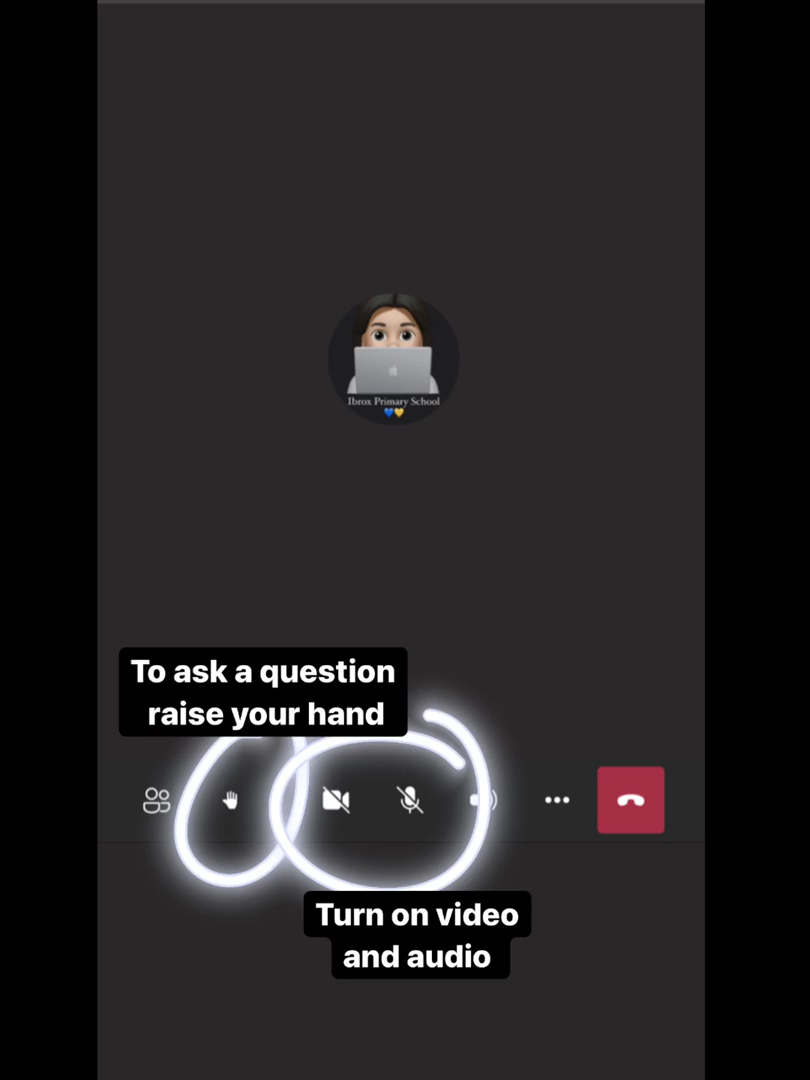 Ibrox Primary School
To ask a question
raise your hand
Turn on video
and audio